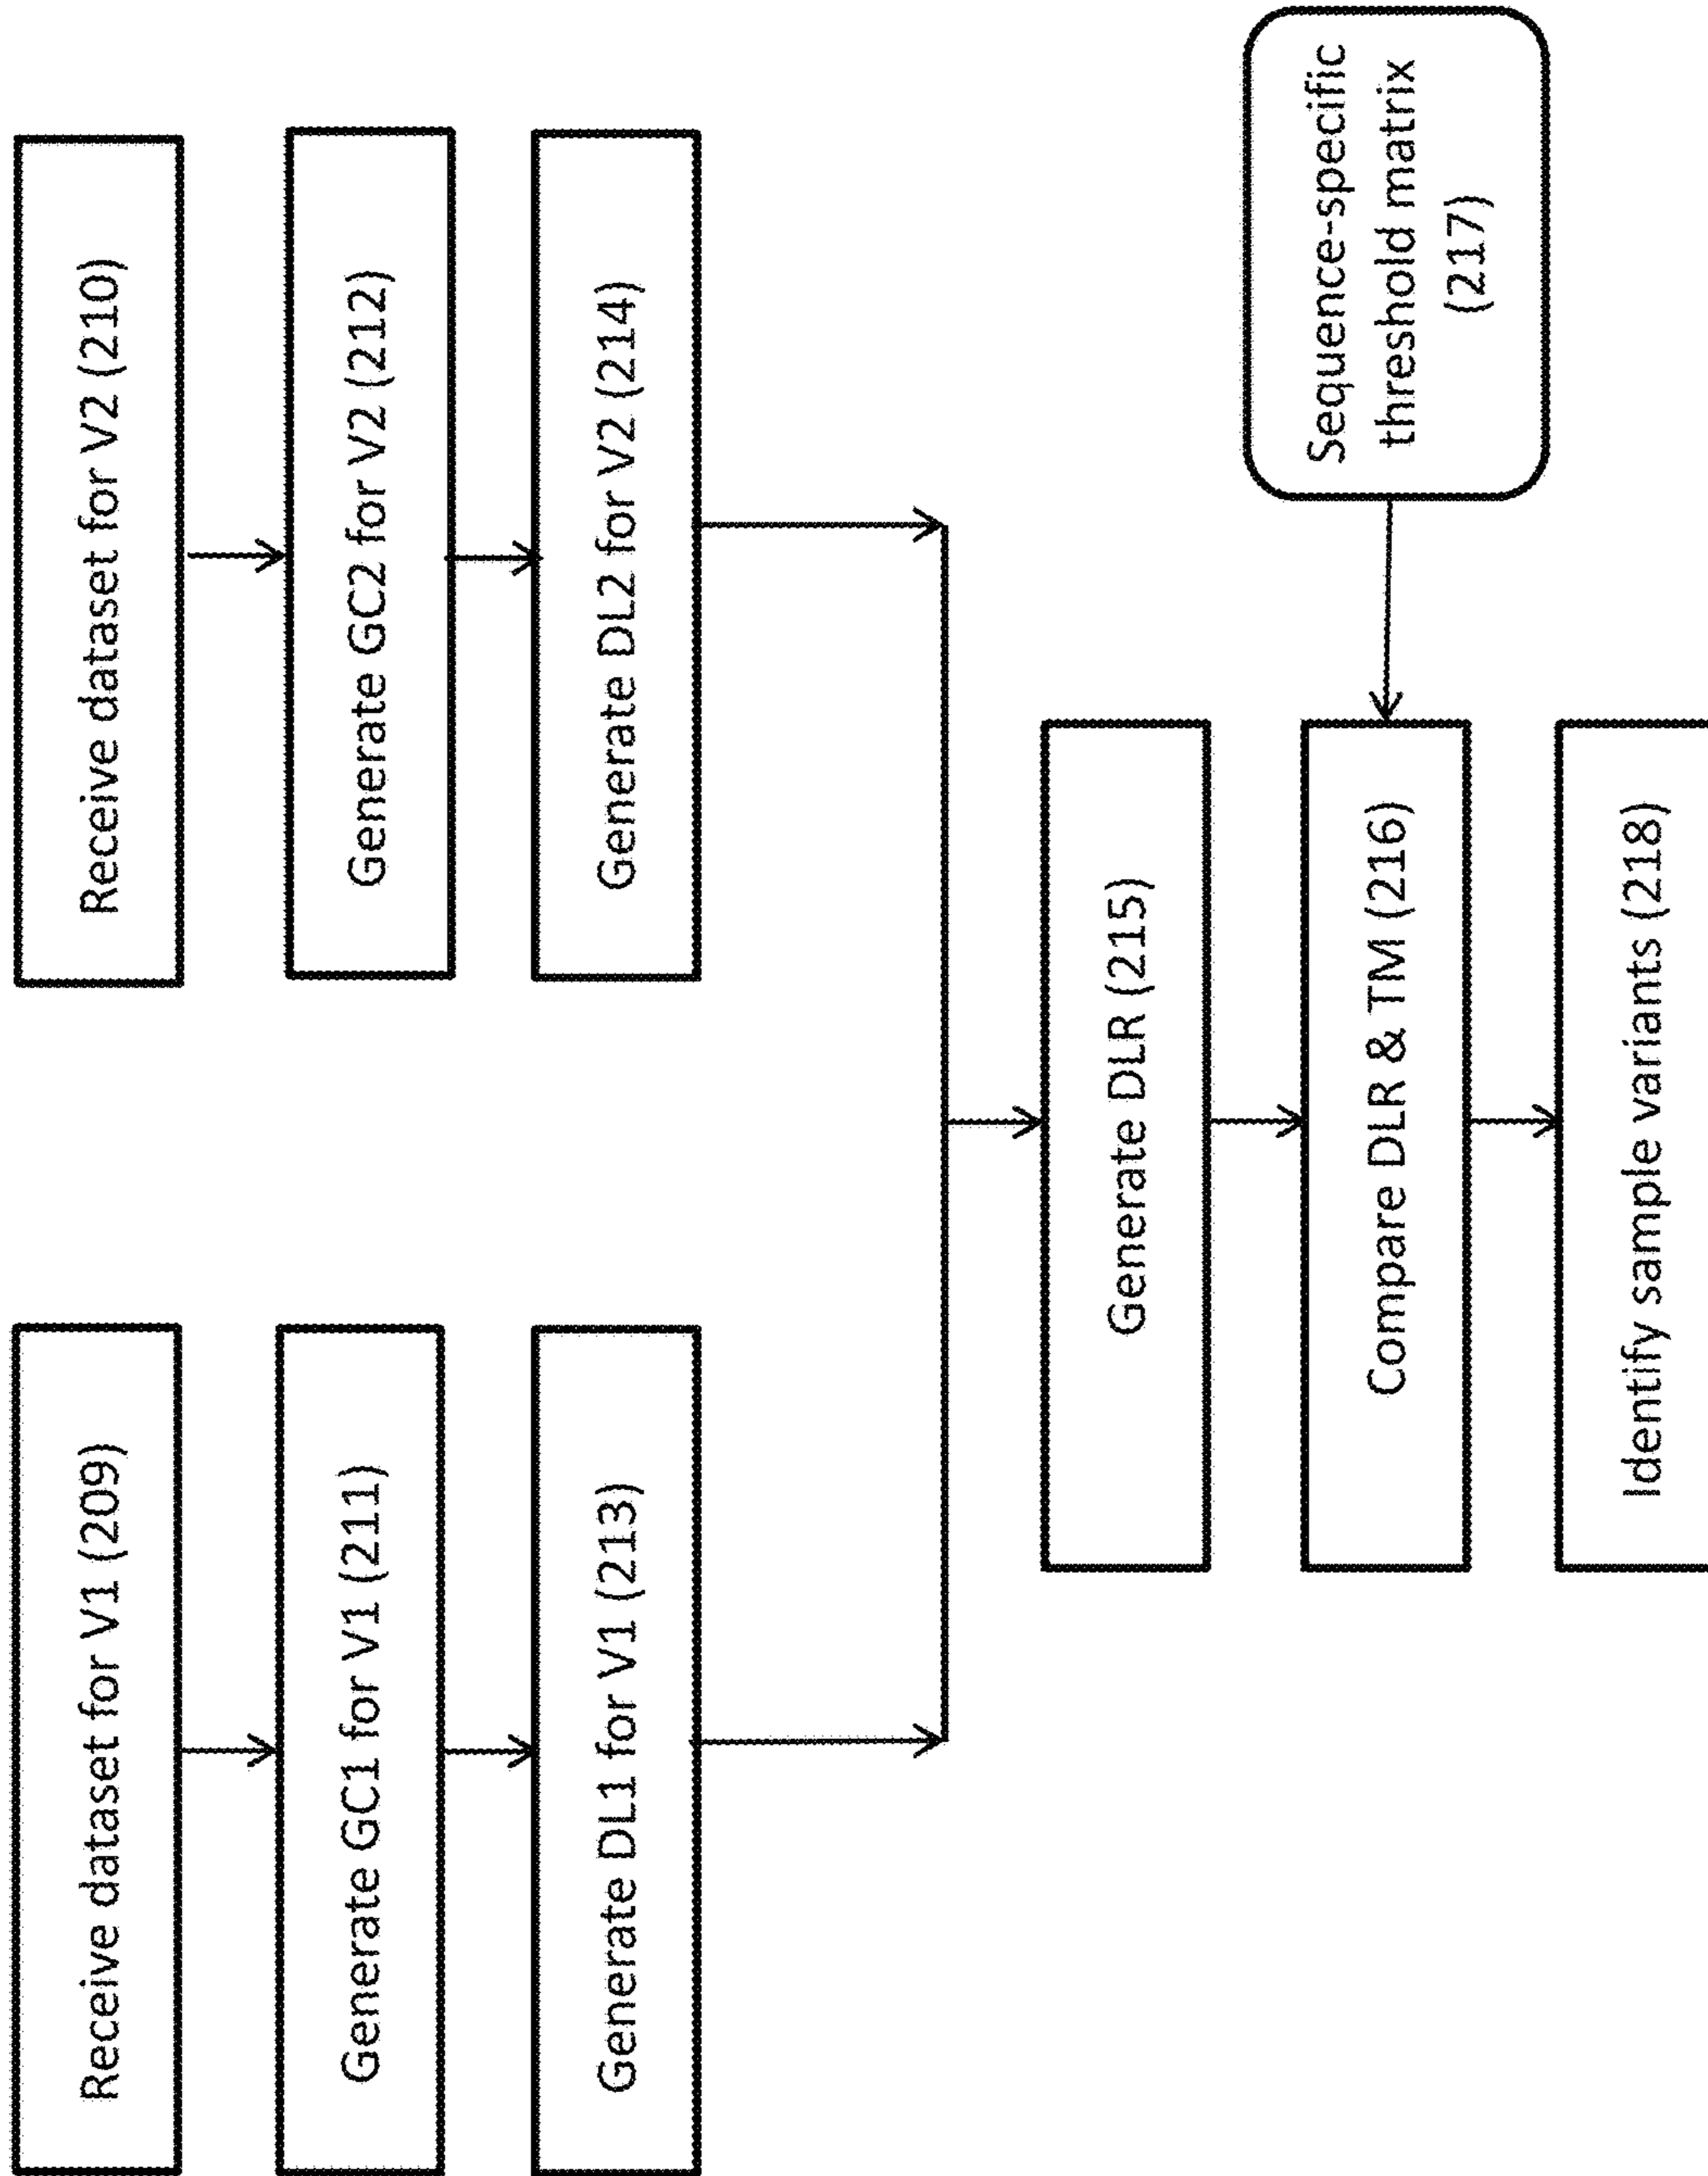 Receive dataset for V1 (209)
Receive dataset for V2 (210)
Generate GC1 for V1 (211)
Generate GC2 for V2 (212)
Generate DL1 for V1 (213)
Generate DL2 for V2 (214)
Generate DLR (215)
Compare DLR & TM (216)
Sequence-specific
threshold matrix
(217)
Identify sample variants (218)